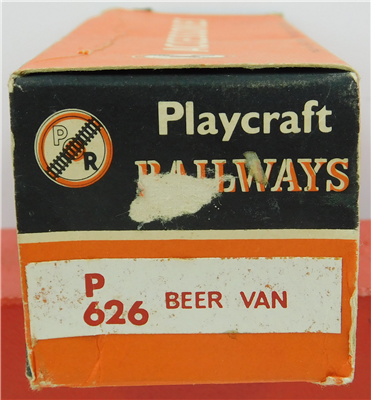 Playcraft
RAILWAYS
P R
P
626 BEER VAN